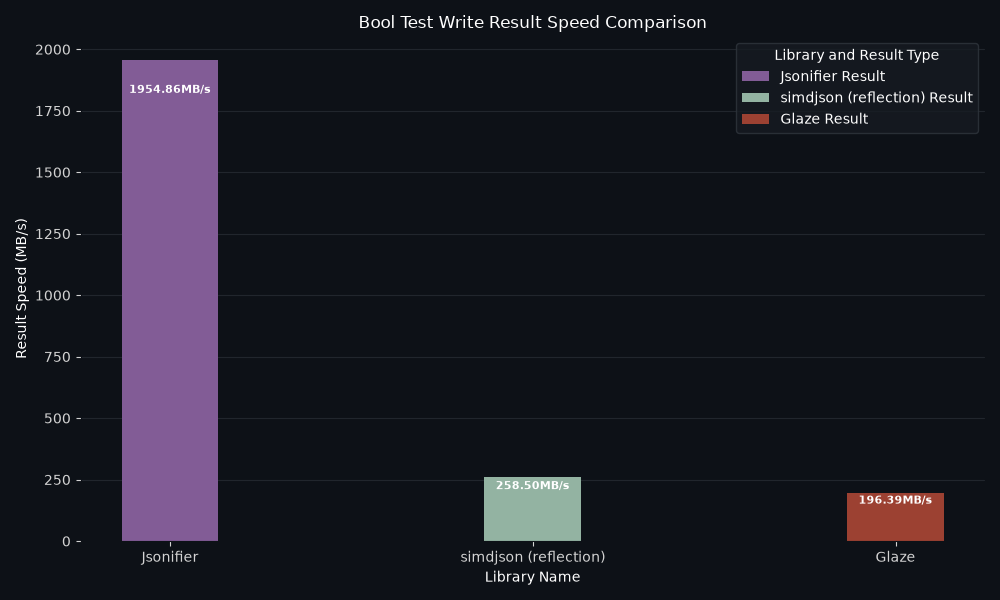 Bool Test Write Result Speed Comparison
Library and Result Type
Jsonifier Result
simdjson (reflection) Result
Glaze Result
Result Speed (MB/s)
2000
1750
1500
1250
1000
750
500
250
0
1954.86MB/s
258.50MB/s
196.39MB/s
Jsonifier
simdjson (reflection)
Glaze
Library Name